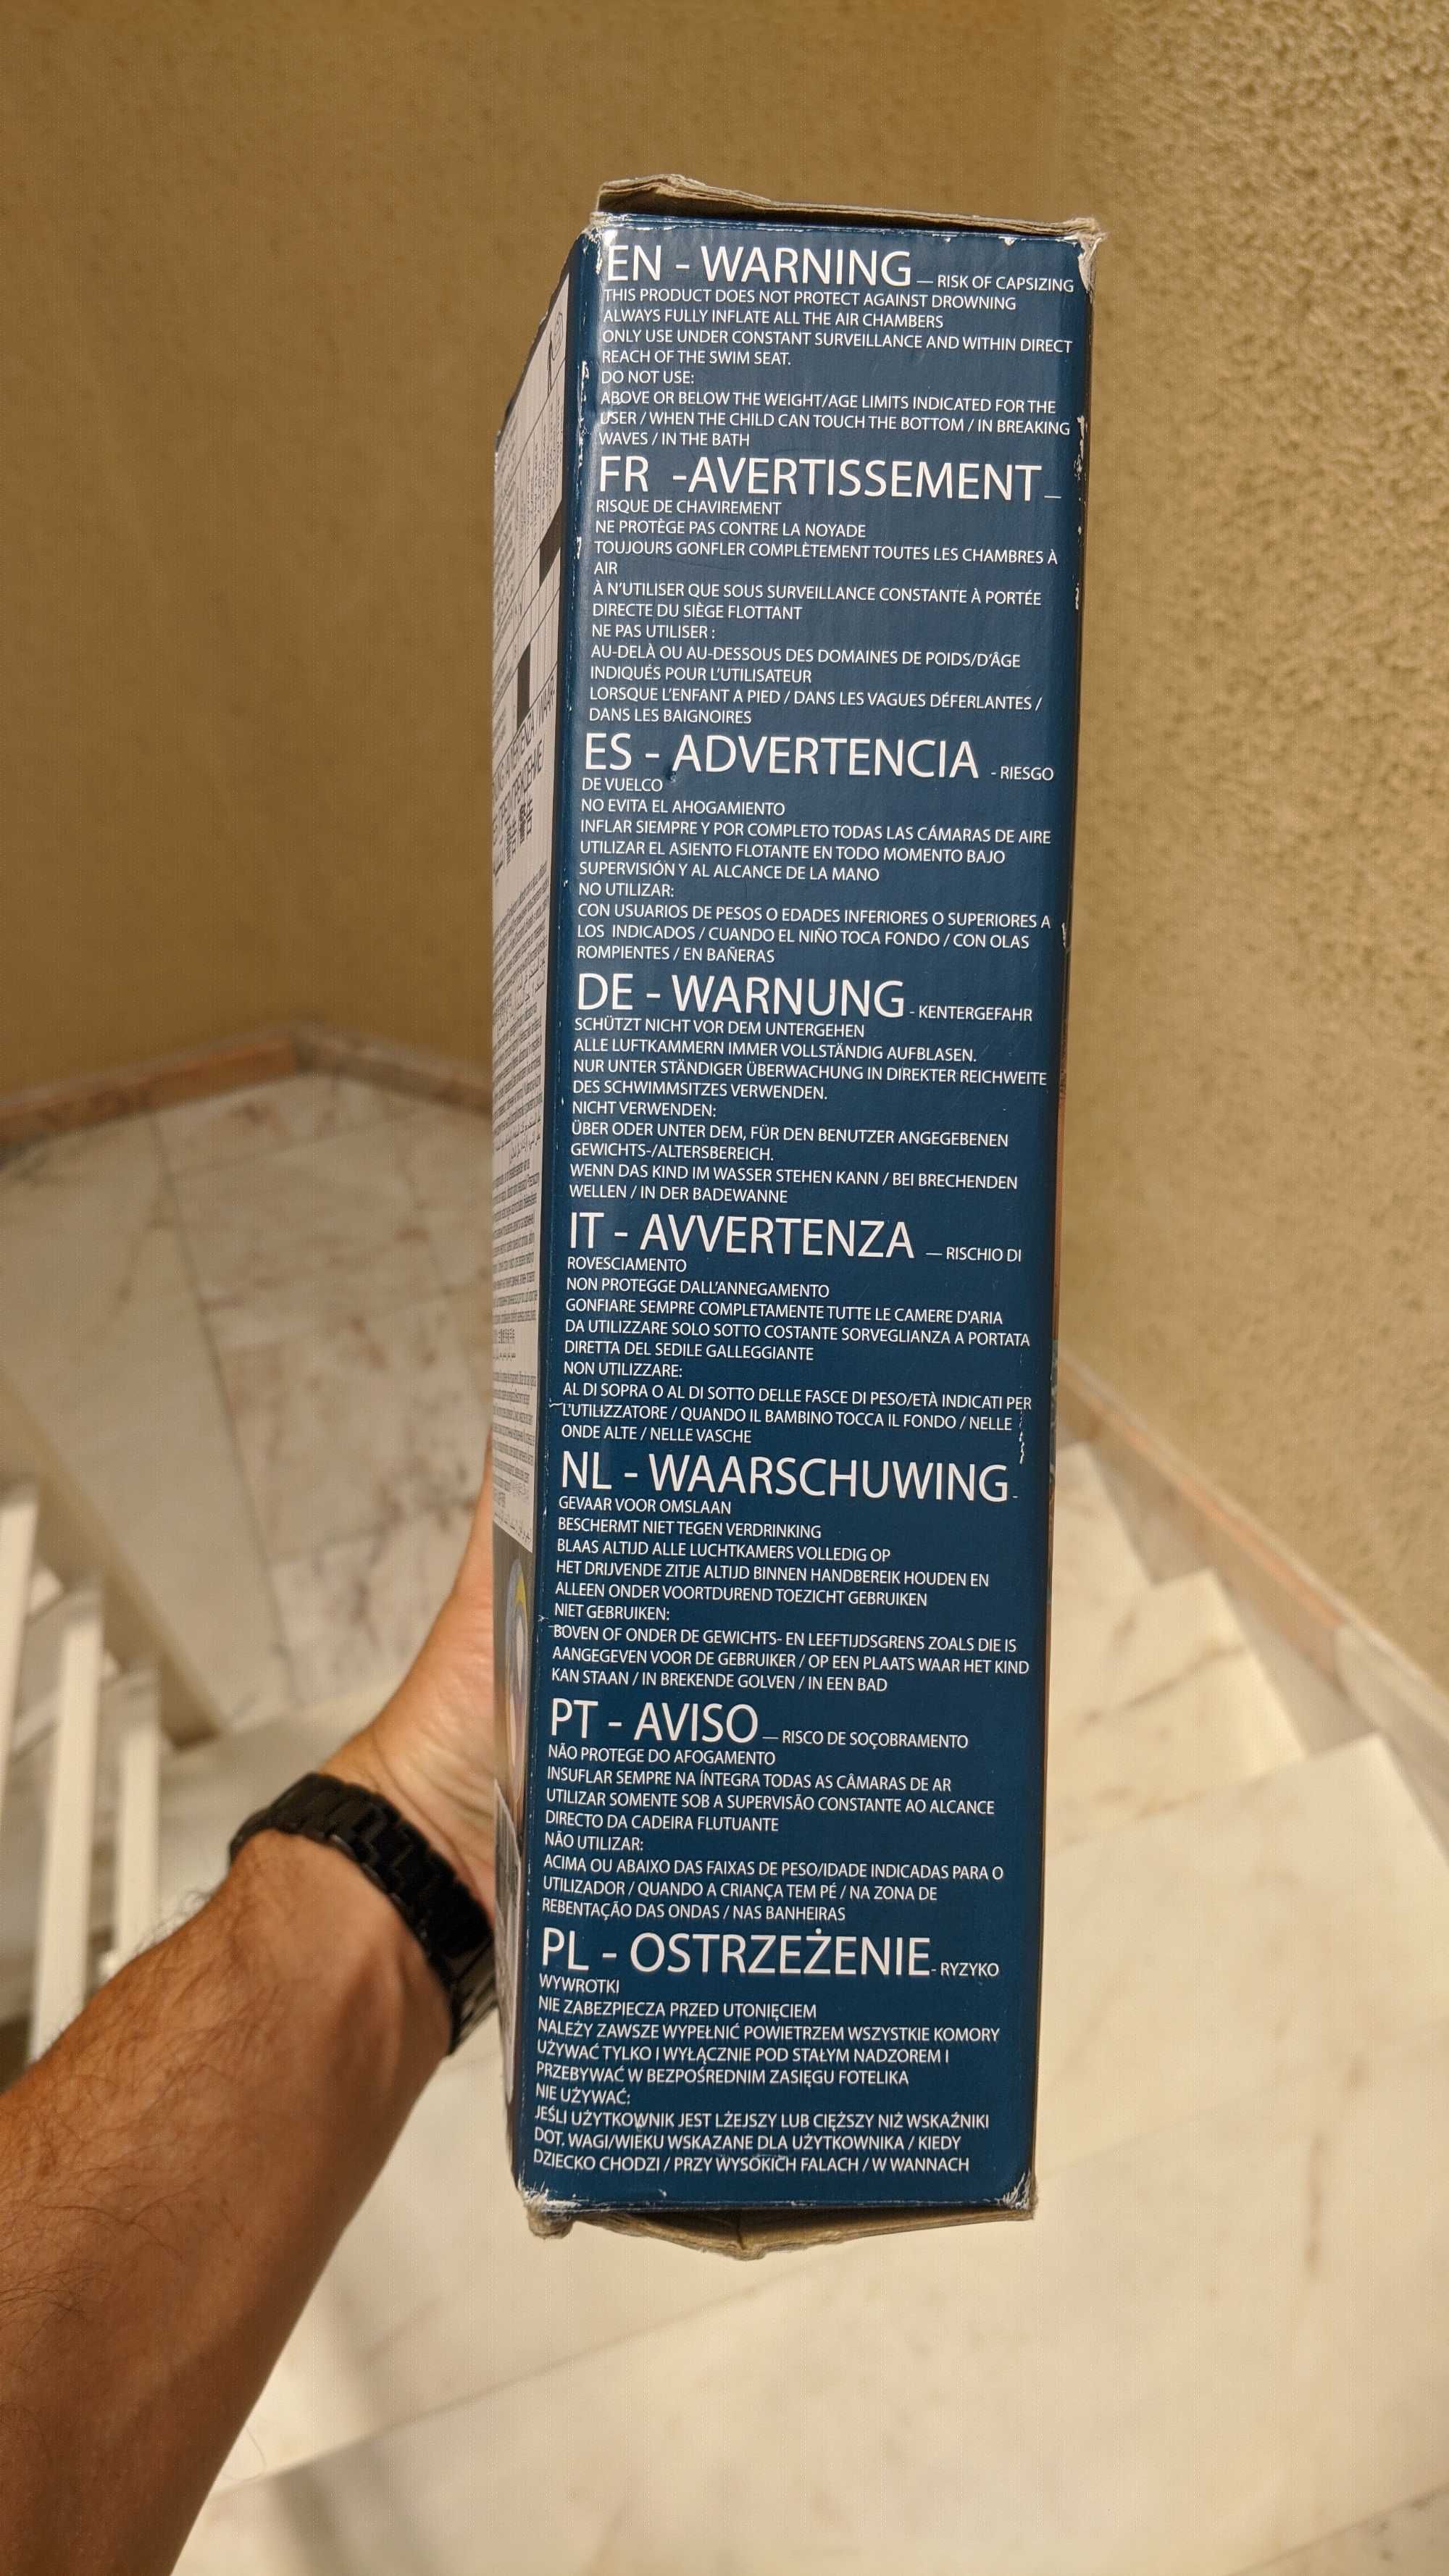 EN - WARNING — RISK OF CAPSIZING
THIS PRODUCT DOES NOT PROTECT AGAINST DROWNING
ALWAYS FULLY INFLATE ALL THE AIR CHAMBERS
ONLY USE UNDER CONSTANT SURVEILLANCE AND WITHIN DIRECT
REACH OF THE SWIM SEAT.
DO NOT USE:
ABOVE OR BELOW THE WEIGHT/AGE LIMITS INDICATED FOR THE
USER / WHEN THE CHILD CAN TOUCH THE BOTTOM / IN BREAKING
WAVES / IN THE BATH
FR -AVERTISSEMENT —
RISQUE DE CHAVIREMENT
NE PROTÈGE PAS CONTRE LA NOYADE
TOUJOURS GONFLER COMPLÈTEMENT TOUTES LES CHAMBRES À
AIR
À N'UTILISER QUE SOUS SURVEILLANCE CONSTANTE À PORTÉE
DIRECTE DU SIÈGE FLOTTANT
NE PAS UTILISER :
AU-DELÀ OU AU-DESSOUS DES DOMAINES DE POIDS/D'ÂGE
INDIQUÉS POUR L'UTILISATEUR
LORSQUE L'ENFANT A PIED / DANS LES VAGUES DÉFERLANTES /
DANS LES BAIGNOIRES
ES - ADVERTENCIA - RIESGO
DE VUELCO
NO EVITA EL AHOGAMIENTO
INFLAR SIEMPRE Y POR COMPLETO TODAS LAS CÁMARAS DE AIRE
UTILIZAR EL ASIENTO FLOTANTE EN TODO MOMENTO BAJO
SUPERVISIÓN Y AL ALCANCE DE LA MANO
NO UTILIZAR:
CON USUARIOS DE PESOS O EDADES INFERIORES O SUPERIORES A
LOS INDICADOS / CUANDO EL NIÑO TOCA FONDO / CON OLAS
ROMPIENTES / EN BAÑERAS
DE - WARNUNG - KENTERGEFAHR
SCHÜTZT NICHT VOR DEM UNTERGEHEN
ALLE LUFTKAMMERN IMMER VOLLSTÄNDIG AUFBLASEN.
NUR UNTER STÄNDIGER ÜBERWACHUNG IN DIREKTER REICHWEITE
DES SCHWIMMSITZES VERWENDEN.
NICHT VERWENDEN:
ÜBER ODER UNTER DEM, FÜR DEN BENUTZER ANGEGEBENEN
GEWICHTS-/ALTERSBEREICH.
WENN DAS KIND IM WASSER STEHEN KANN / BEI BRECHENDEN
WELLEN / IN DER BADEWANNE
IT - AVVERTENZA — RISCHIO DI
ROVESCIAMENTO
NON PROTEGGE DALL'ANNEGAMENTO
GONFIARE SEMPRE COMPLETAMENTE TUTTE LE CAMERE D'ARIA
DA UTILIZZARE SOLO SOTTO COSTANTE SORVEGLIANZA A PORTATA
DIRETTA DEL SEDILE GALLEGGIANTE
NON UTILIZZARE:
AL DI SOPRA O AL DI SOTTO DELLE FASCE DI PESO/ETÀ INDICATI PER
L'UTILIZZATORE / QUANDO IL BAMBINO TOCCA IL FONDO / NELLE
ONDE ALTE / NELLE VASCHE
NL - WAARSCHUWING -
GEVAAR VOOR OMSLAAN
BESCHERMT NIET TEGEN VERDRINKING
BLAAS ALTIJD ALLE LUCHTKAMERS VOLLEDIG OP
HET DRIJVENDE ZITJE ALTIJD BINNEN HANDBEREIK HOUDEN EN
ALLEEN ONDER VOORTDUREND TOEZICHT GEBRUIKEN
NIET GEBRUIKEN:
BOVEN OF ONDER DE GEWICHTS- EN LEEFTIJDSGRENS ZOALS DIE IS
AANGEGEVEN VOOR DE GEBRUIKER / OP EEN PLAATS WAAR HET KIND
KAN STAAN / IN BREKENDE GOLVEN / IN EEN BAD
PT - AVISO — RISCO DE SOÇOBRAMENTO
NÃO PROTEGE DO AFOGAMENTO
INSUFLAR SEMPRE NA ÍNTEGRA TODAS AS CÂMARAS DE AR
UTILIZAR SOMENTE SOB A SUPERVISÃO CONSTANTE AO ALCANCE
DIRECTO DA CADEIRA FLUTUANTE
NÃO UTILIZAR:
ACIMA OU ABAIXO DAS FAIXAS DE PESO/IDADE INDICADAS PARA O
UTILIZADOR / QUANDO A CRIANÇA TEM PÉ / NA ZONA DE
REBENTAÇÃO DAS ONDAS / NAS BANHEIRAS
PL - OSTRZEŻENIE - RYZYKO
WYWROTKI
NIE ZABEZPIECZA PRZED UTONIĘCIEM
NALEŻY ZAWSZE WYPEŁNIĆ POWIETRZEM WSZYSTKIE KOMORY
UŻYWAĆ TYLKO I WYŁĄCZNIE POD STAŁYM NADZOREM I
PRZEBYWAĆ W BEZPOŚREDNIM ZASIĘGU FOTELIKA
NIE UŻYWAĆ:
JEŚLI UŻYTKOWNIK JEST LŻEJSZY LUB CIĘŻSZY NIŻ WSKAŹNIKI
DOT. WAGI/WIEKU WSKAZANE DLA UŻYTKOWNIKA / KIEDY
DZIECKO CHODZI / PRZY WYSOKICH FALACH / W WANNACH